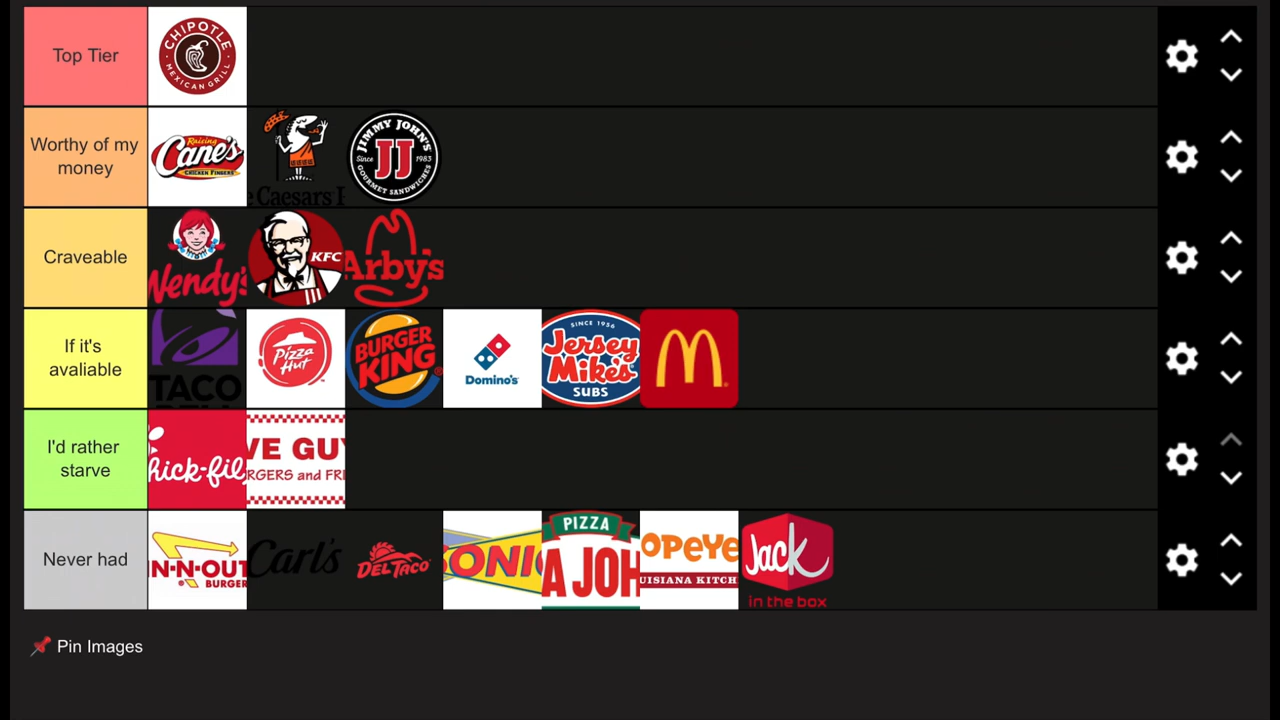 Top Tier
CHIPOTLE
MEXICAN GRILL
Worthy of my
money
Raising
Cane's
CHICKEN FINGERS
e Caesars P
JIMMY JOHN'S
Since JJ 1983
GOURMET SANDWICHES
Craveable
Wendy's
KFC
Arby's
If it's
avaliable
TACO
BELL
Pizza
Hut
BURGER
KING
Domino's
SINCE 1956
Jersey
Mike's
SUBS
M
I'd rather
starve
hick-fil
VE GUY
RGERS and FRI
Never had
N-N-OUT
BURGER
Carl's
DEL TACO
SONIC
PIZZA
A JOH
OPEYE
UISIANA KITCH
Jack
in the box
Pin Images